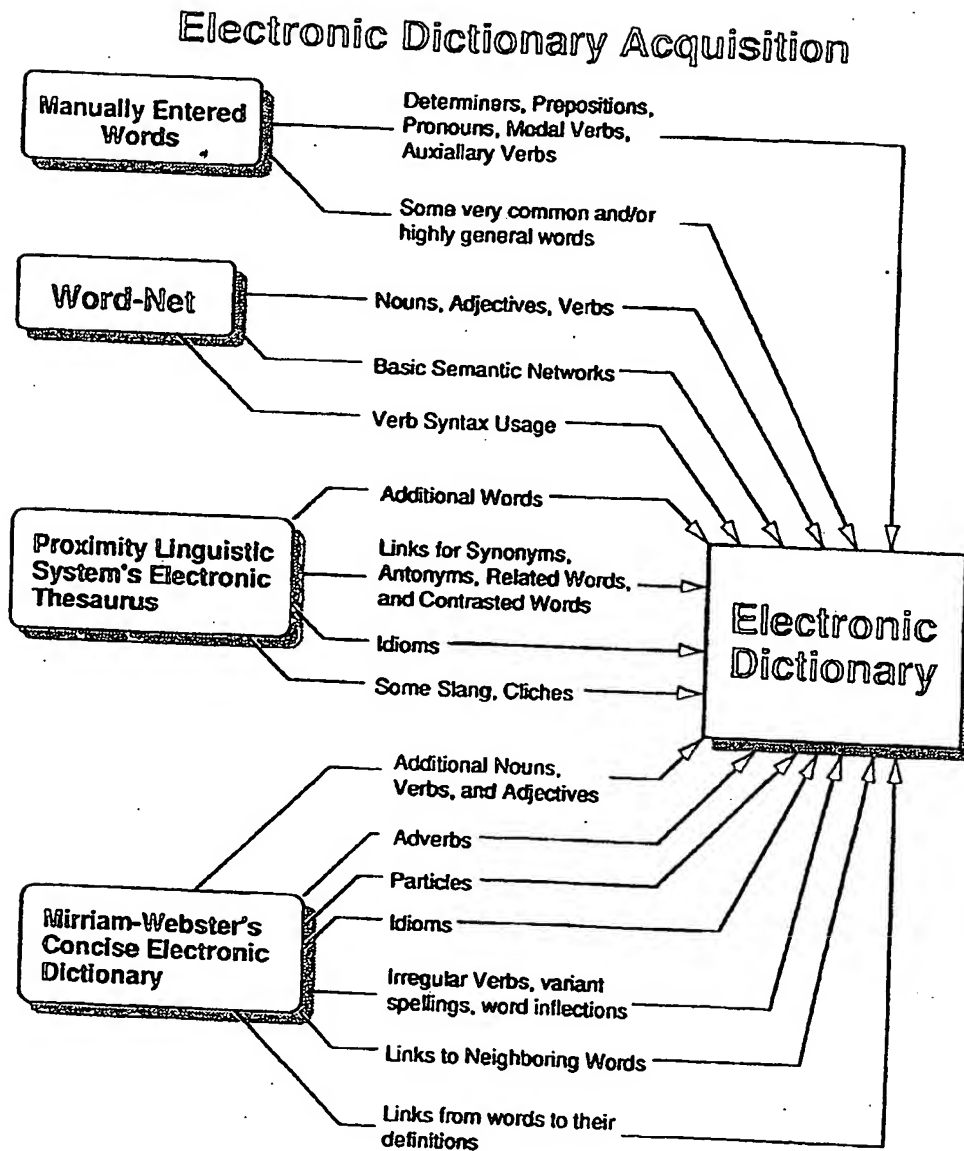 Electronic Dictionary Acquisition
Manually Entered
Words
Determiners, Prepositions,
Pronouns, Modal Verbs,
Auxiallary Verbs
Some very common and/or
highly general words
Word-Net
Nouns, Adjectives, Verbs
Basic Semantic Networks
Verb Syntax Usage
Proximity Linguistic
System's Electronic
Thesaurus
Additional Words
Links for Synonyms,
Antonyms, Related Words,
and Contrasted Words
Idioms
Some Slang, Cliches
Electronic
Dictionary
Mirriam-Webster's
Concise Electronic
Dictionary
Additional Nouns,
Verbs, and Adjectives
Adverbs
Particles
Idioms
Irregular Verbs, variant
spellings, word inflections
Links to Neighboring Words
Links from words to their
definitions